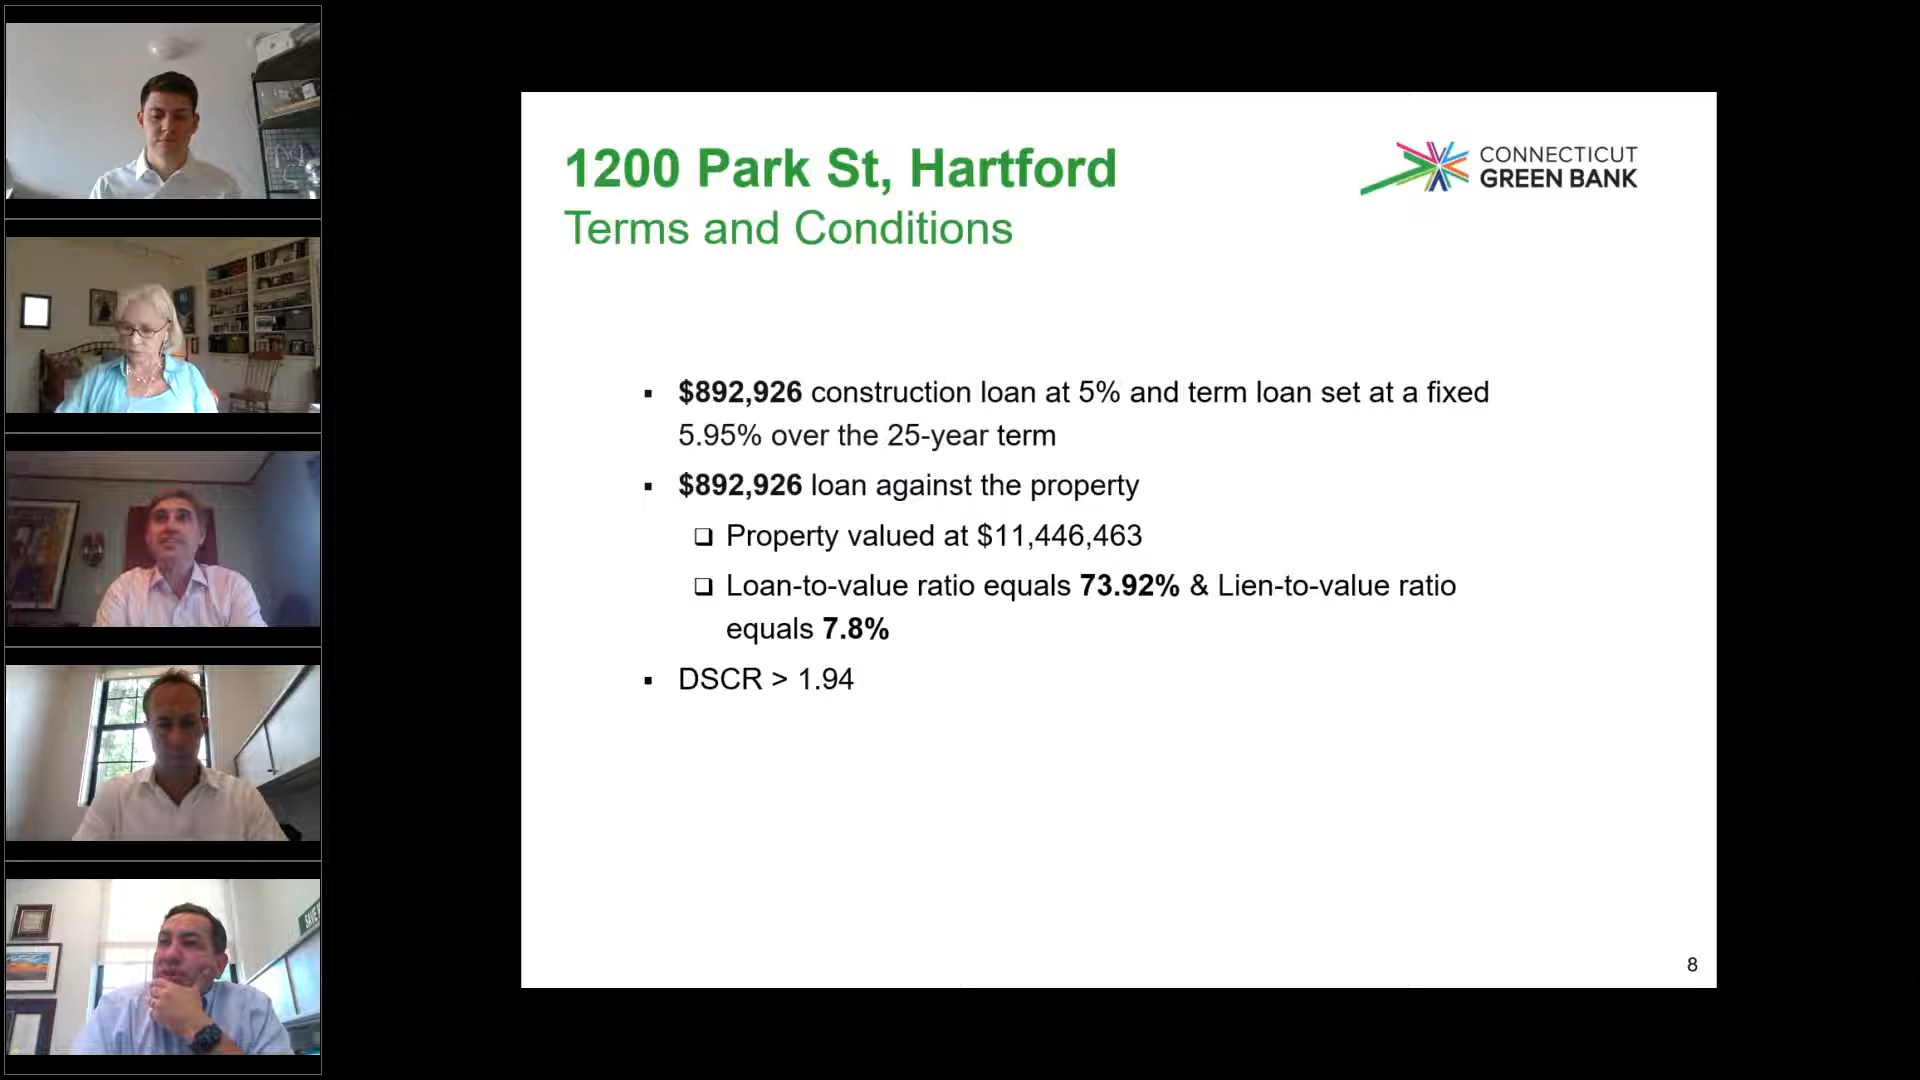 1200 Park St, Hartford
Terms and Conditions
CONNECTICUT
GREEN BANK
▪ $892,926 construction loan at 5% and term loan set at a fixed
5.95% over the 25-year term
▪ $892,926 loan against the property
❑ Property valued at $11,446,463
❑ Loan-to-value ratio equals 73.92% & Lien-to-value ratio
equals 7.8%
▪ DSCR > 1.94
8